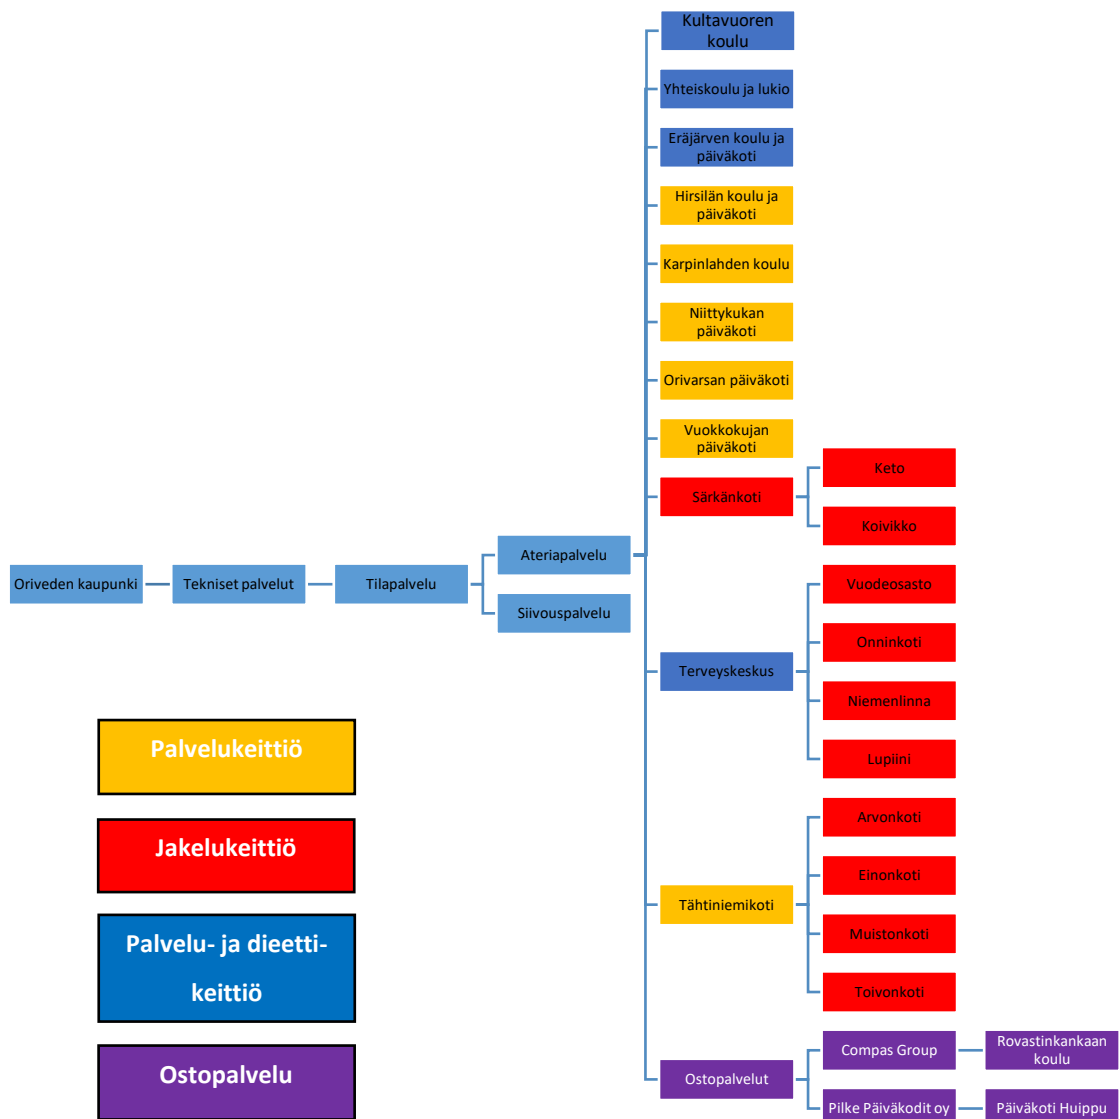 Kultavuoren
koulu
Yhteiskoulu ja lukio
Eräjärven koulu ja
päiväkoti
Hirsilän koulu ja
päiväkoti
Karpinlahden koulu
Niittykukan
päiväkoti
Orivarsan päiväkoti
Vuokkokujan
päiväkoti
Särkänkoti
Keto
Koivikko
Oriveden kaupunki
Tekniset palvelut
Tilapalvelu
Ateriapalvelu
Siivouspalvelu
Terveyskeskus
Vuodeosasto
Onninkoti
Niemenlinna
Lupiini
Tähtiniemikoti
Arvonkoti
Einonkoti
Muistonkoti
Toivonkoti
Ostopalvelut
Compas Group
Rovastinkankaan
koulu
Pilke Päiväkodit oy
Päiväkoti Huippu
Palvelukeittiö
Jakelukeittiö
Palvelu- ja dieetti-
keittiö
Ostopalvelu